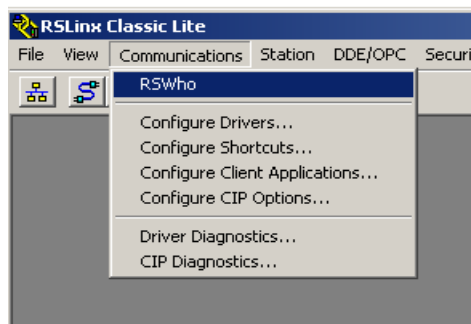 RSLinx Classic Lite
File View Communications Station DDE/OPC Securi
RSWho
Configure Drivers...
Configure Shortcuts...
Configure Client Applications...
Configure CIP Options...
Driver Diagnostics...
CIP Diagnostics...